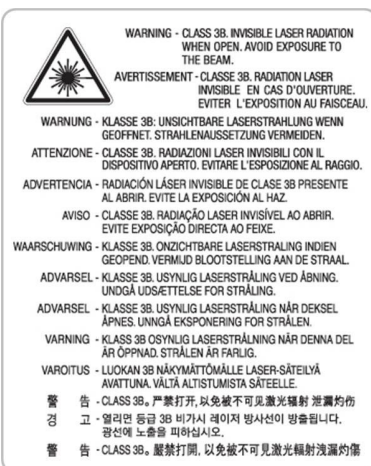 WARNING - CLASS 3B. INVISIBLE LASER RADIATION
WHEN OPEN. AVOID EXPOSURE TO
THE BEAM.
AVERTISSEMENT - CLASSE 3B. RADIATION LASER
INVISIBLE EN CAS D'OUVERTURE.
EVITER L'EXPOSITION AU FAISCEAU.
WARNUNG - KLASSE 3B: UNSICHTBARE LASERSTRAHLUNG WENN
GEOFFNET. STRAHLENAUSSETZUNG VERMEIDEN.
ATTENZIONE - CLASSE 3B. RADIAZIONI LASER INVISIBILI CON IL
DISPOSITIVO APERTO. EVITARE L'ESPOSIZIONE AL RAGGIO.
ADVERTENCIA - RADIACIÓN LÁSER INVISIBLE DE CLASE 3B PRESENTE
AL ABRIR. EVITE LA EXPOSICIÓN AL HAZ.
AVISO - CLASSE 3B. RADIAÇÃO LASER INVISÍVEL AO ABRIR.
EVITE EXPOSIÇÃO DIRECTA AO FEIXE.
WAARSCHUWING - KLASSE 3B. ONZICHTBARE LASERSTRALING INDIEN
GEOPEND. VERMIJD BLOOTSTELLING AAN DE STRAAL.
ADVARSEL - KLASSE 3B. USYNLIG LASERSTRÅLING VED ÅBNING.
UNDGÅ UDSÆTTELSE FOR STRÅLING.
ADVARSEL - KLASSE 3B. USYNLIG LASERSTRÅLING NÅR DEKSEL
ÅPNES. UNNGÅ EKSPONERING FOR STRÅLEN.
VARNING - KLASS 3B OSYNLIG LASERSTRÅLNING NÄR DENNA DEL
ÄR ÖPPNAD. STRÅLEN ÄR FARLIG.
VAROITUS - LUOKAN 3B NÄKYMÄTTÖMÄLLE LASER-SÄTEILYÄ
AVATTUNA. VÄLTÄ ALTISTUMISTA SÄTEELLE.
警 告 - CLASS 3B。严禁打开,以免被不可见激光辐射 泄漏灼伤
경 고 - 열리면 등급 3B 비가시 레이저 방사선이 방출됩니다.
광선에 노출을 피하십시오.
警 告 - CLASS 3B。嚴禁打開, 以免被不可見激光輻射洩漏灼傷